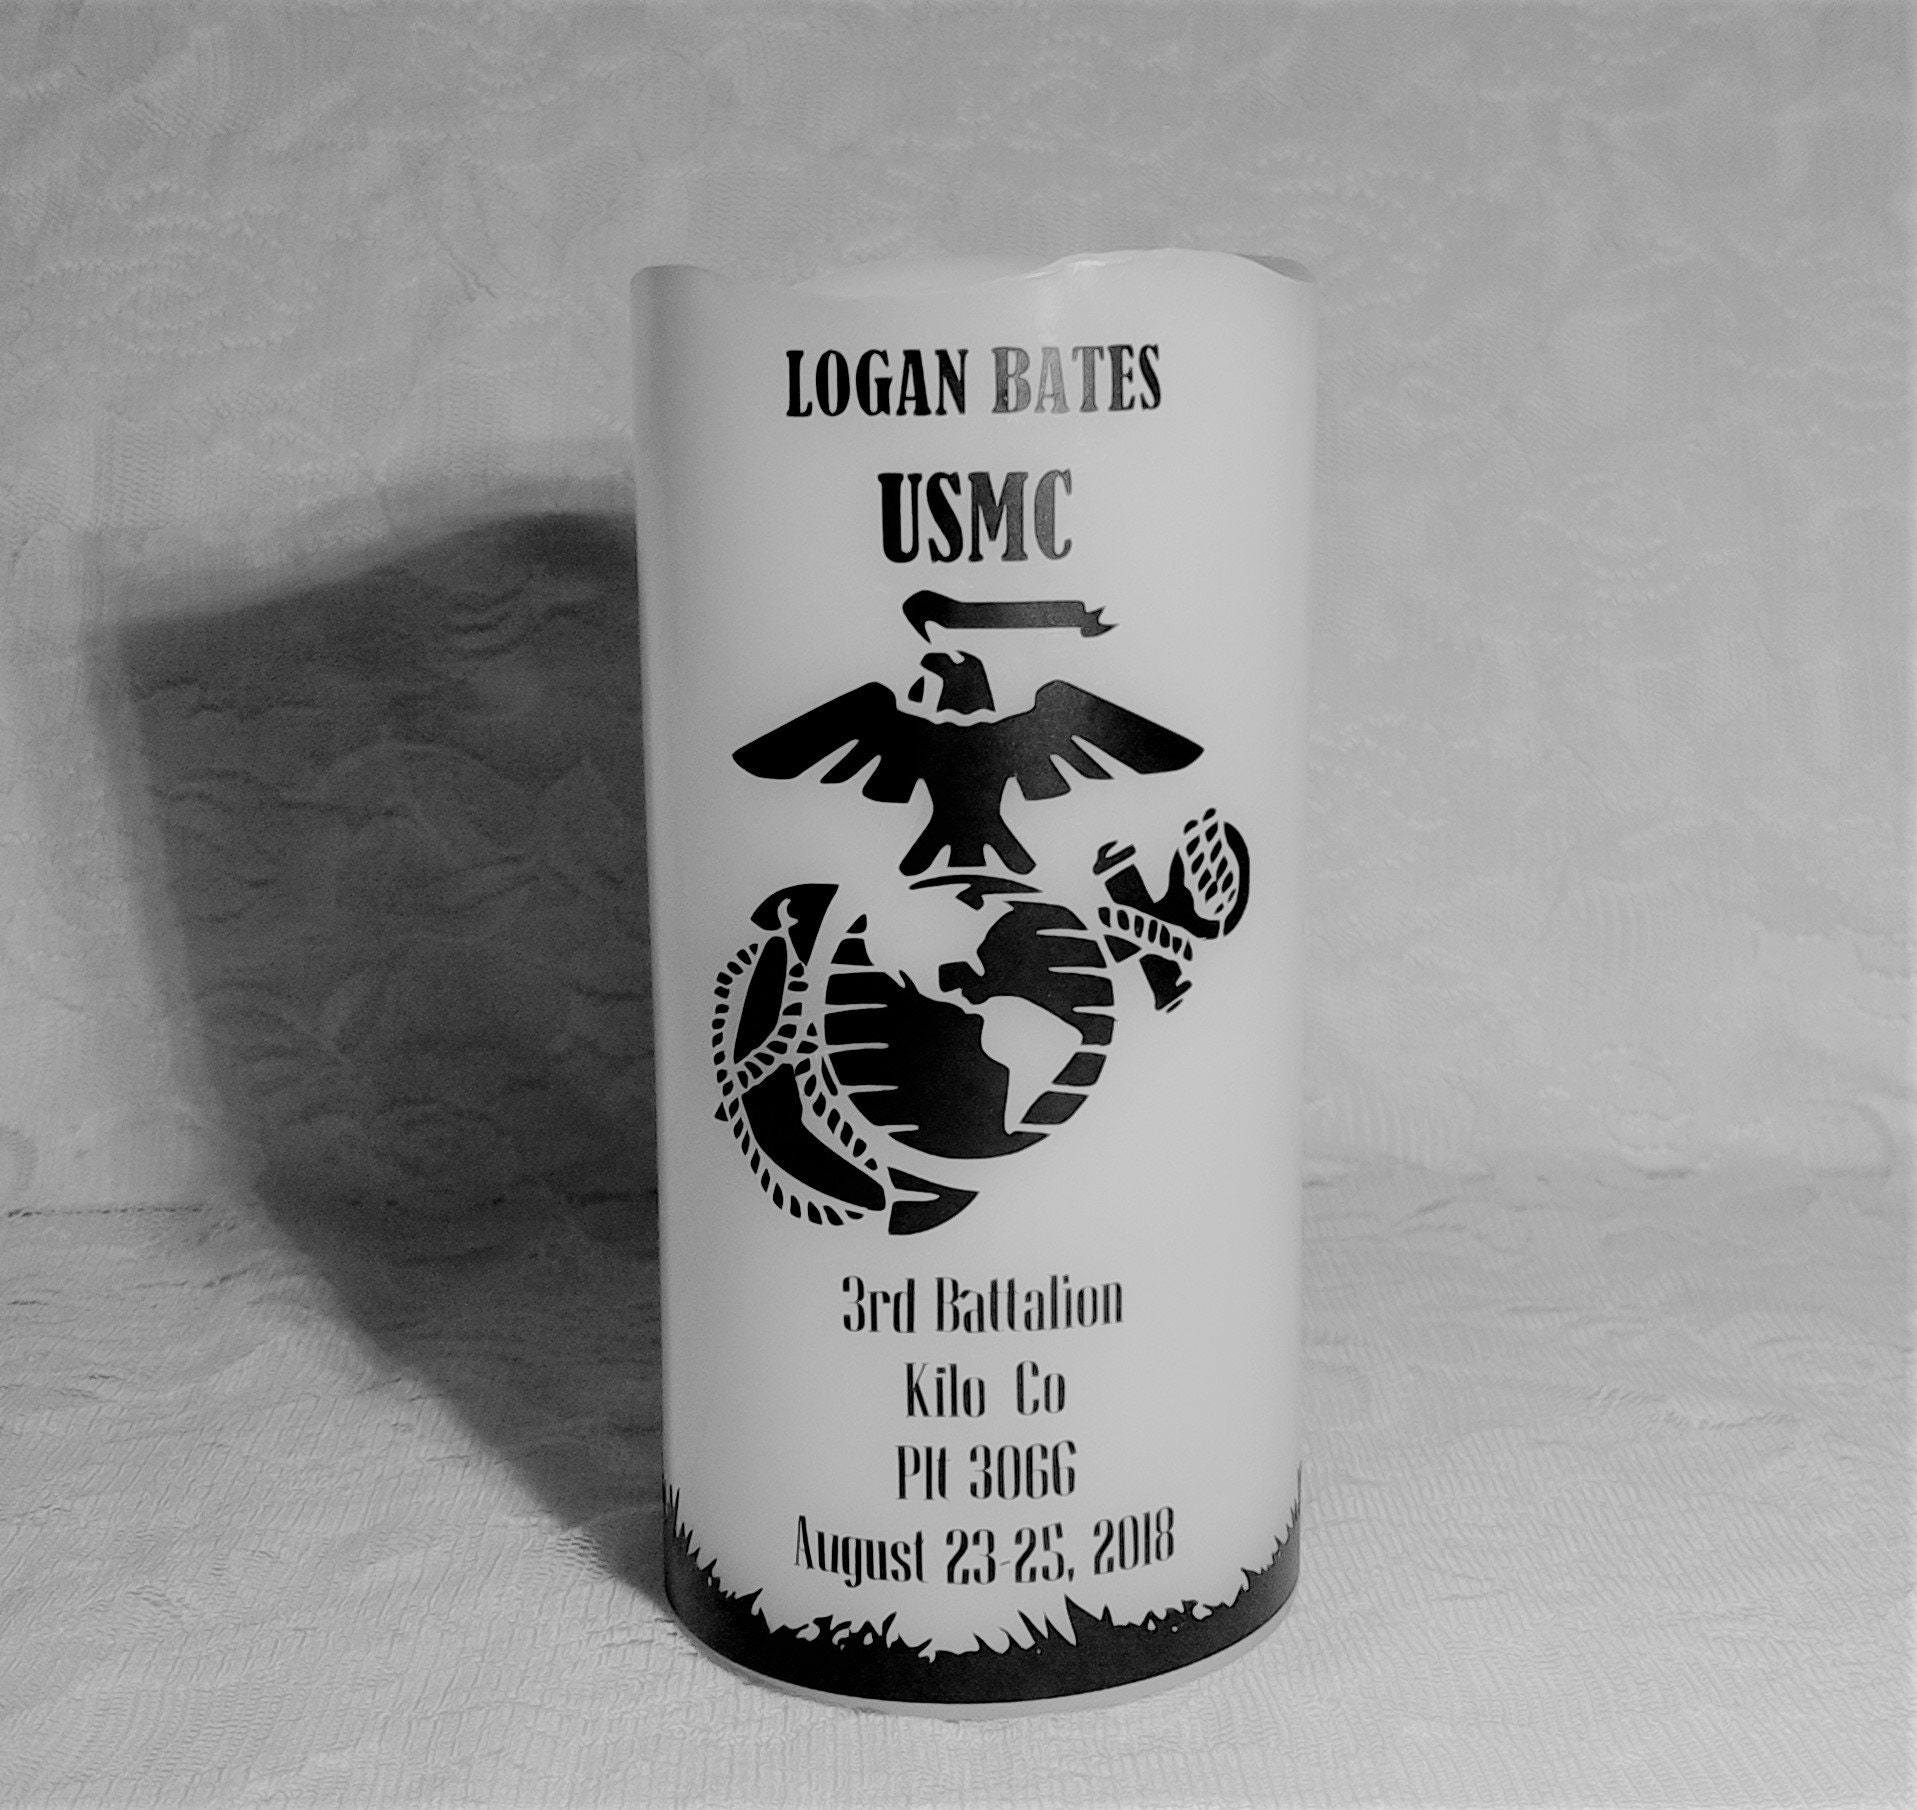 LOGAN BATES
USMC
3rd Battalion
Kilo Co
Plt 3066
August 23-25, 2018